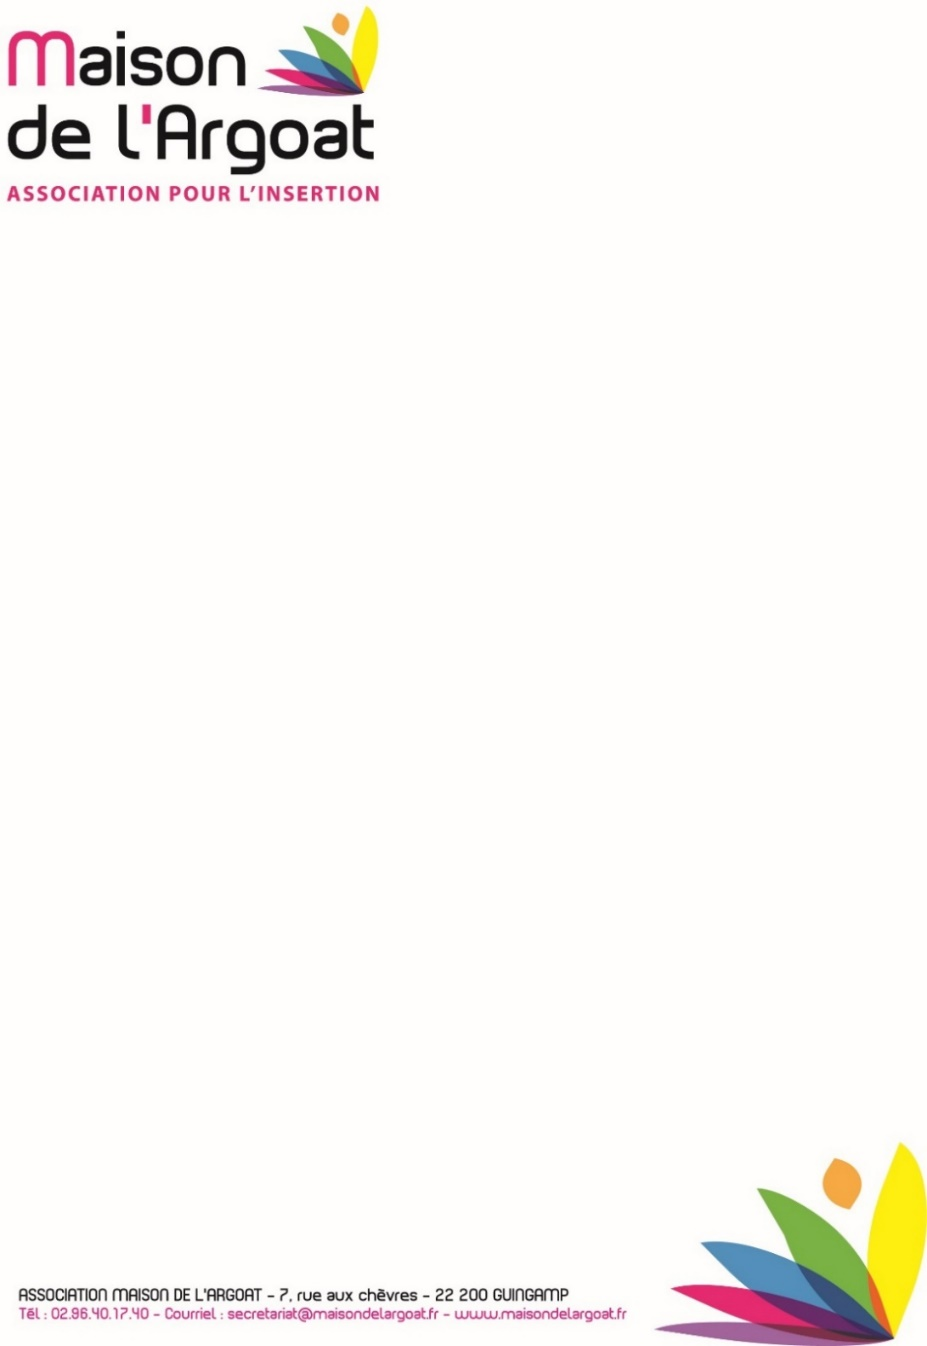 Maison
de l'Argoat
ASSOCIATION POUR L'INSERTION
ASSOCIATION MAISON DE L'ARGOAT - 7, rue aux chèvres - 22 200 GUINGAMP
Tél : 02.96.40.17.40 - Courriel : secretariat@maisondelargoat.fr - www.maisondelargoat.fr